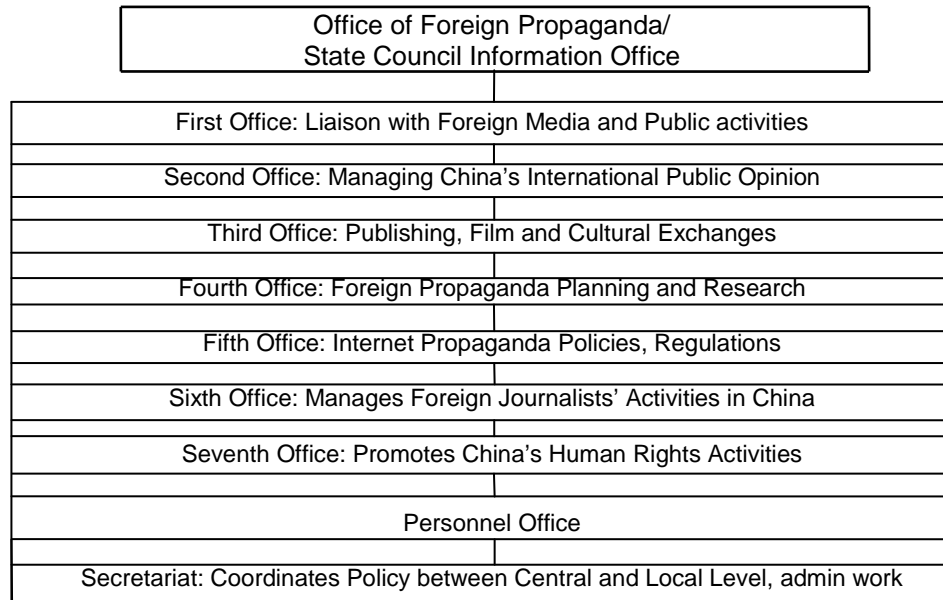 Office of Foreign Propaganda/
State Council Information Office
First Office: Liaison with Foreign Media and Public activities
Second Office: Managing China’s International Public Opinion
Third Office: Publishing, Film and Cultural Exchanges
Fourth Office: Foreign Propaganda Planning and Research
Fifth Office: Internet Propaganda Policies, Regulations
Sixth Office: Manages Foreign Journalists’ Activities in China
Seventh Office: Promotes China’s Human Rights Activities
Personnel Office
Secretariat: Coordinates Policy between Central and Local Level, admin work